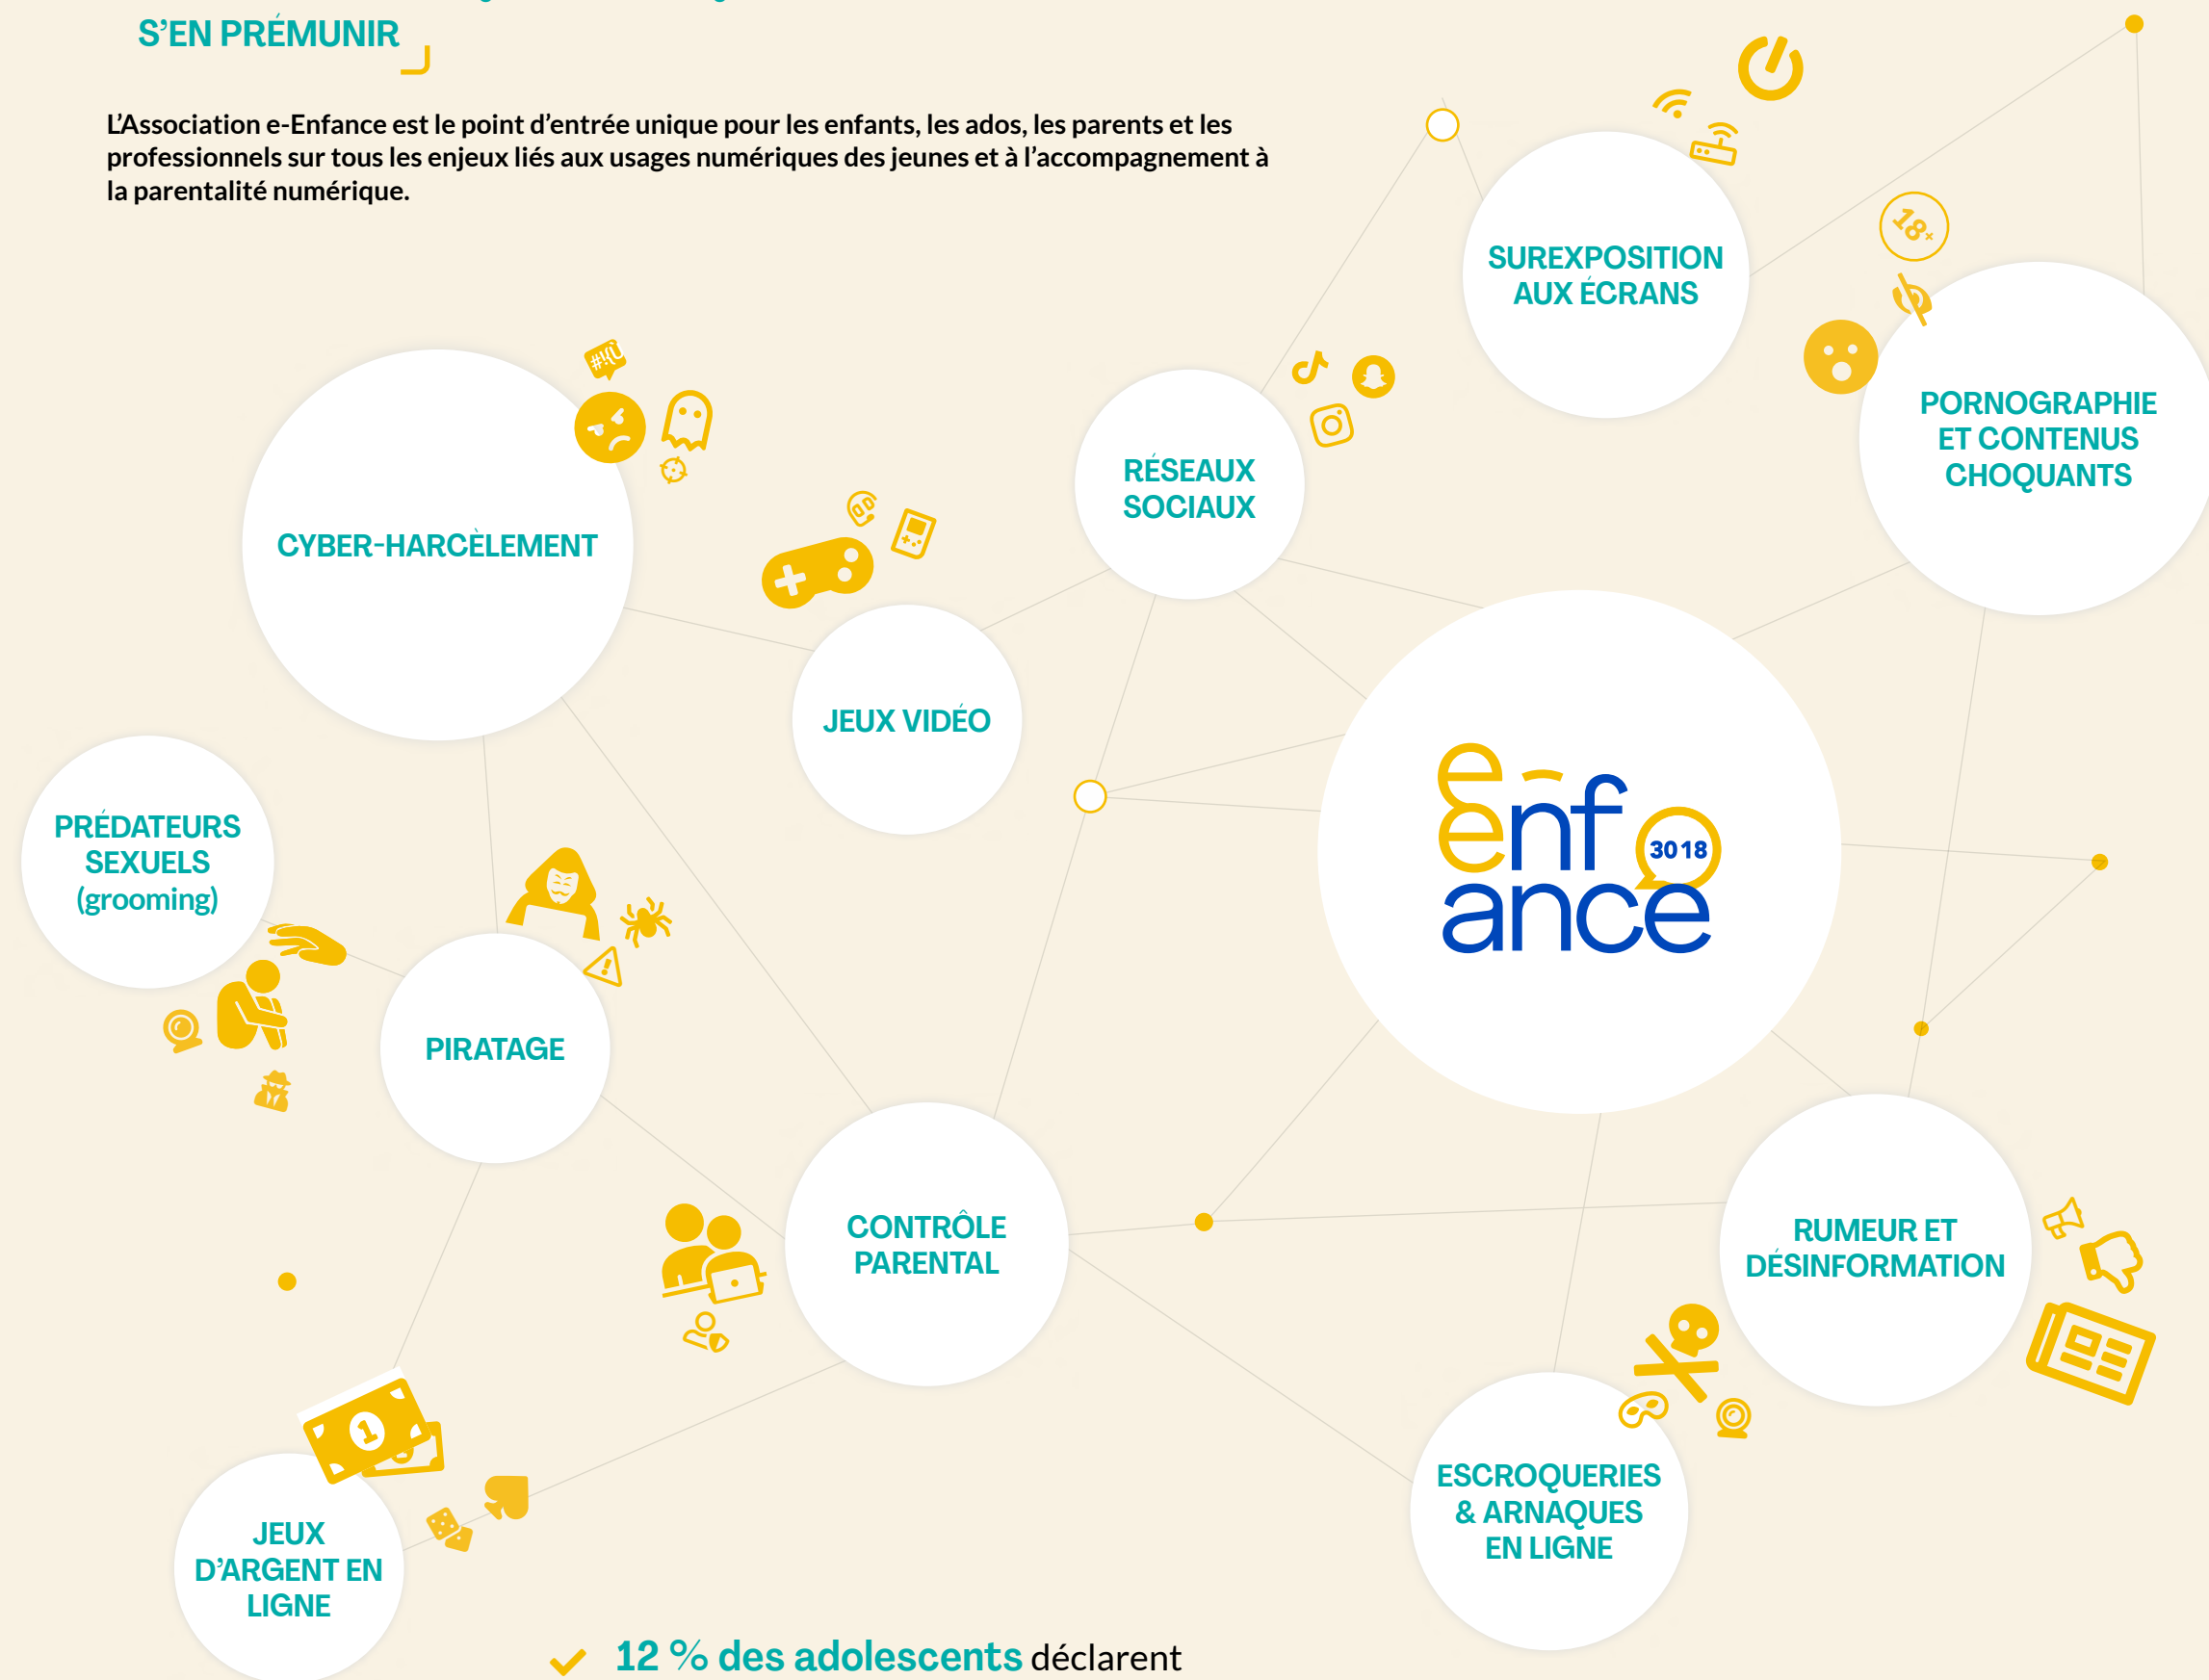 S’EN PRÉMUNIR
L’Association e-Enfance est le point d’entrée unique pour les enfants, les ados, les parents et les
professionnels sur tous les enjeux liés aux usages numériques des jeunes et à l’accompagnement à
la parentalité numérique.
SUREXPOSITION
AUX ÉCRANS
18+
PORNOGRAPHIE
ET CONTENUS
CHOQUANTS
RÉSEAUX
SOCIAUX
CYBER-HARCÈLEMENT
JEUX VIDÉO
e-enfance
3018
PRÉDATEURS
SEXUELS
(grooming)
PIRATAGE
CONTRÔLE
PARENTAL
RUMEUR ET
DÉSINFORMATION
1
ESCROQUERIES
& ARNAQUES
EN LIGNE
JEUX
D’ARGENT EN
LIGNE
12 % des adolescents déclarent